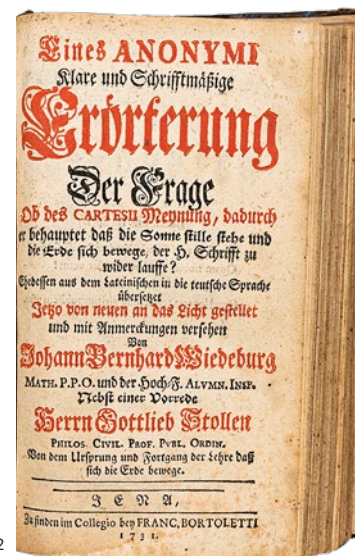 Eines ANONYMI
Klare und Schrifftmäßige
Erörterung
Der Frage
Ob des CARTESII Meynung, dadurch
er behauptet daß die Sonne stille stehe und
die Erde sich bewege, der H. Schrifft zu
wider lauffe?
Ehedessen aus dem Lateinischen in die teutsche Sprache
übersetzet
Jetzo von neuen an das Licht gestellet
und mit Anmerckungen versehen
Von
Johann Bernhard Wiedeburg
MATH. P. P. O. und der Hoch-F. ALVMN. INSP.
Nebst einer Vorrede
Herrn Gottlieb Stollen
PHILOS. CIVIL. PROF. PVBL. ORDIN.
Von dem Ursprung und Fortgang der Lehre daß
sich die Erde bewege.
JENA,
Zu finden im Collegio bey FRANC, BORTOLETTI
1731.
2